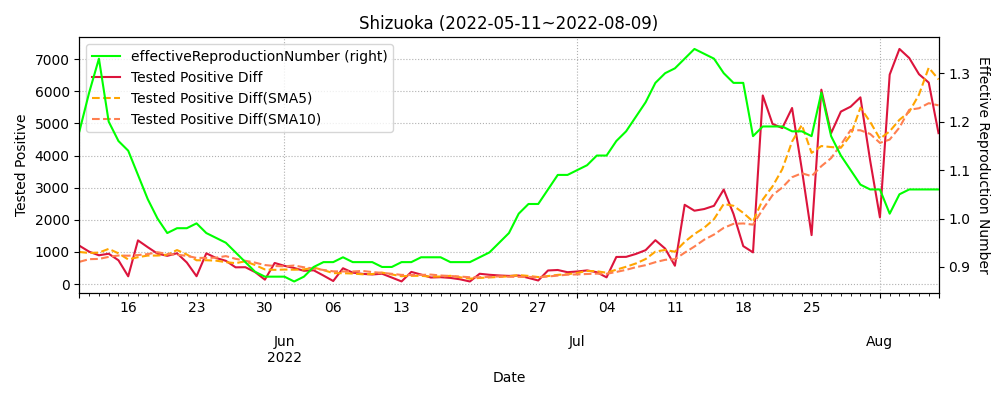 Shizuoka (2022-05-11~2022-08-09)
effectiveReproductionNumber (right)
Tested Positive Diff
Tested Positive Diff(SMA5)
Tested Positive Diff(SMA10)
Tested Positive
7000
6000
5000
4000
3000
2000
1000
0
Effective Reproduction Number
1.3
1.2
1.1
1.0
0.9
16 23 30 06 13 20 27 04 11 18 25
Jun Jul Aug
2022
Date